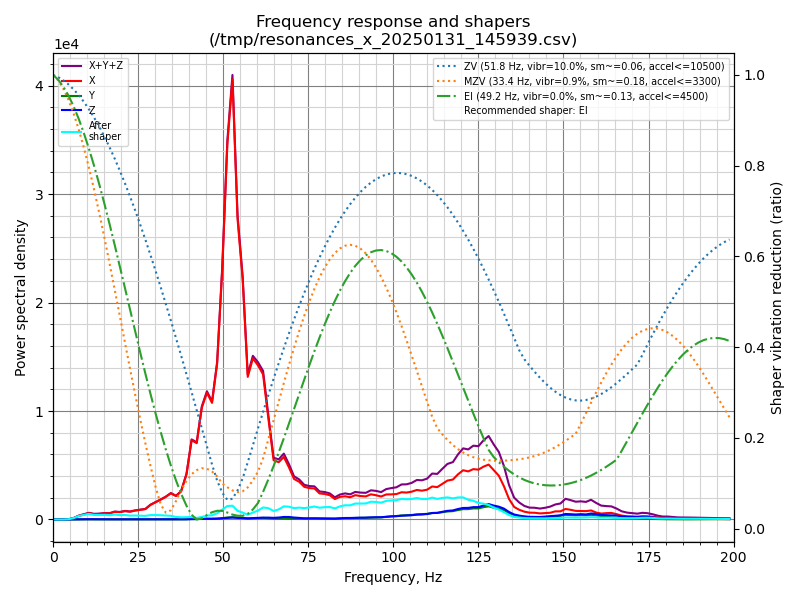 Frequency response and shapers
(/tmp/resonances_x_20250131_145939.csv)
1e4
X+Y+Z
X
Y
Z
After
shaper
ZV (51.8 Hz, vibr=10.0%, sm~=0.06, accel<=10500)
MZV (33.4 Hz, vibr=0.9%, sm~=0.18, accel<=3300)
EI (49.2 Hz, vibr=0.0%, sm~=0.13, accel<=4500)
Recommended shaper: EI
Power spectral density
4
3
2
1
0
1.0
0.8
0.6
0.4
0.2
0.0
Shaper vibration reduction (ratio)
0 25 50 75 100 125 150 175 200
Frequency, Hz